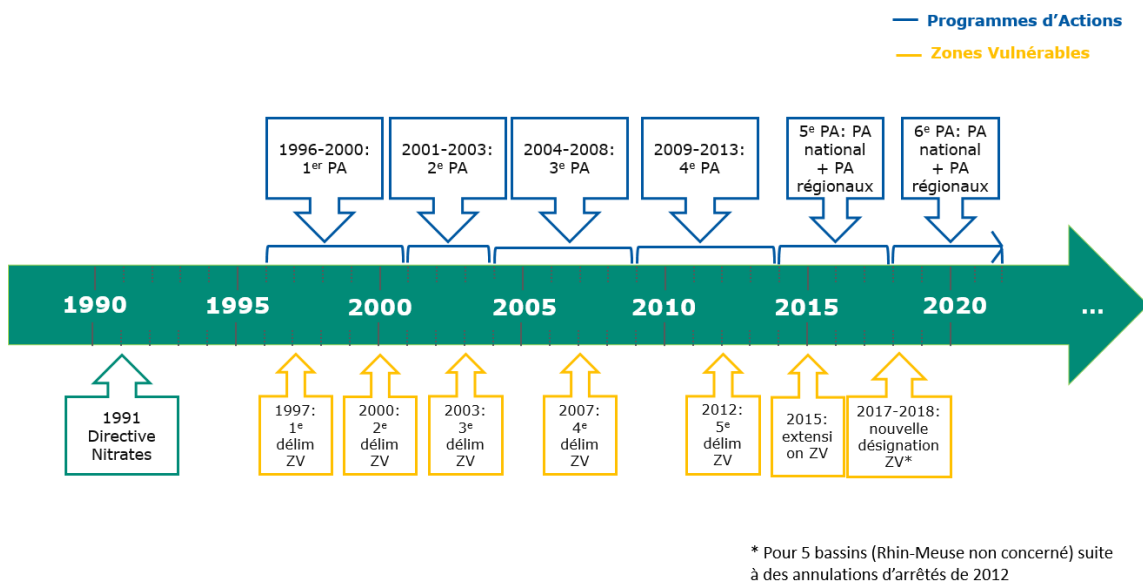 Programmes d’Actions
Zones Vulnérables
1996-2000:
1er PA
2001-2003:
2e PA
2004-2008:
3e PA
2009-2013:
4e PA
5e PA: PA
national
+ PA
régionaux
6e PA: PA
national
+ PA
régionaux
1990
1995
2000
2005
2010
2015
2020
...
1991
Directive
Nitrates
1997:
1e
délim
ZV
2000:
2e
délim
ZV
2003:
3e
délim
ZV
2007:
4e
délim
ZV
2012:
5e
délim
ZV
2015:
extensi
on ZV
2017-2018:
nouvelle
désignation
ZV*
* Pour 5 bassins (Rhin-Meuse non concerné) suite
à des annulations d’arrêtés de 2012